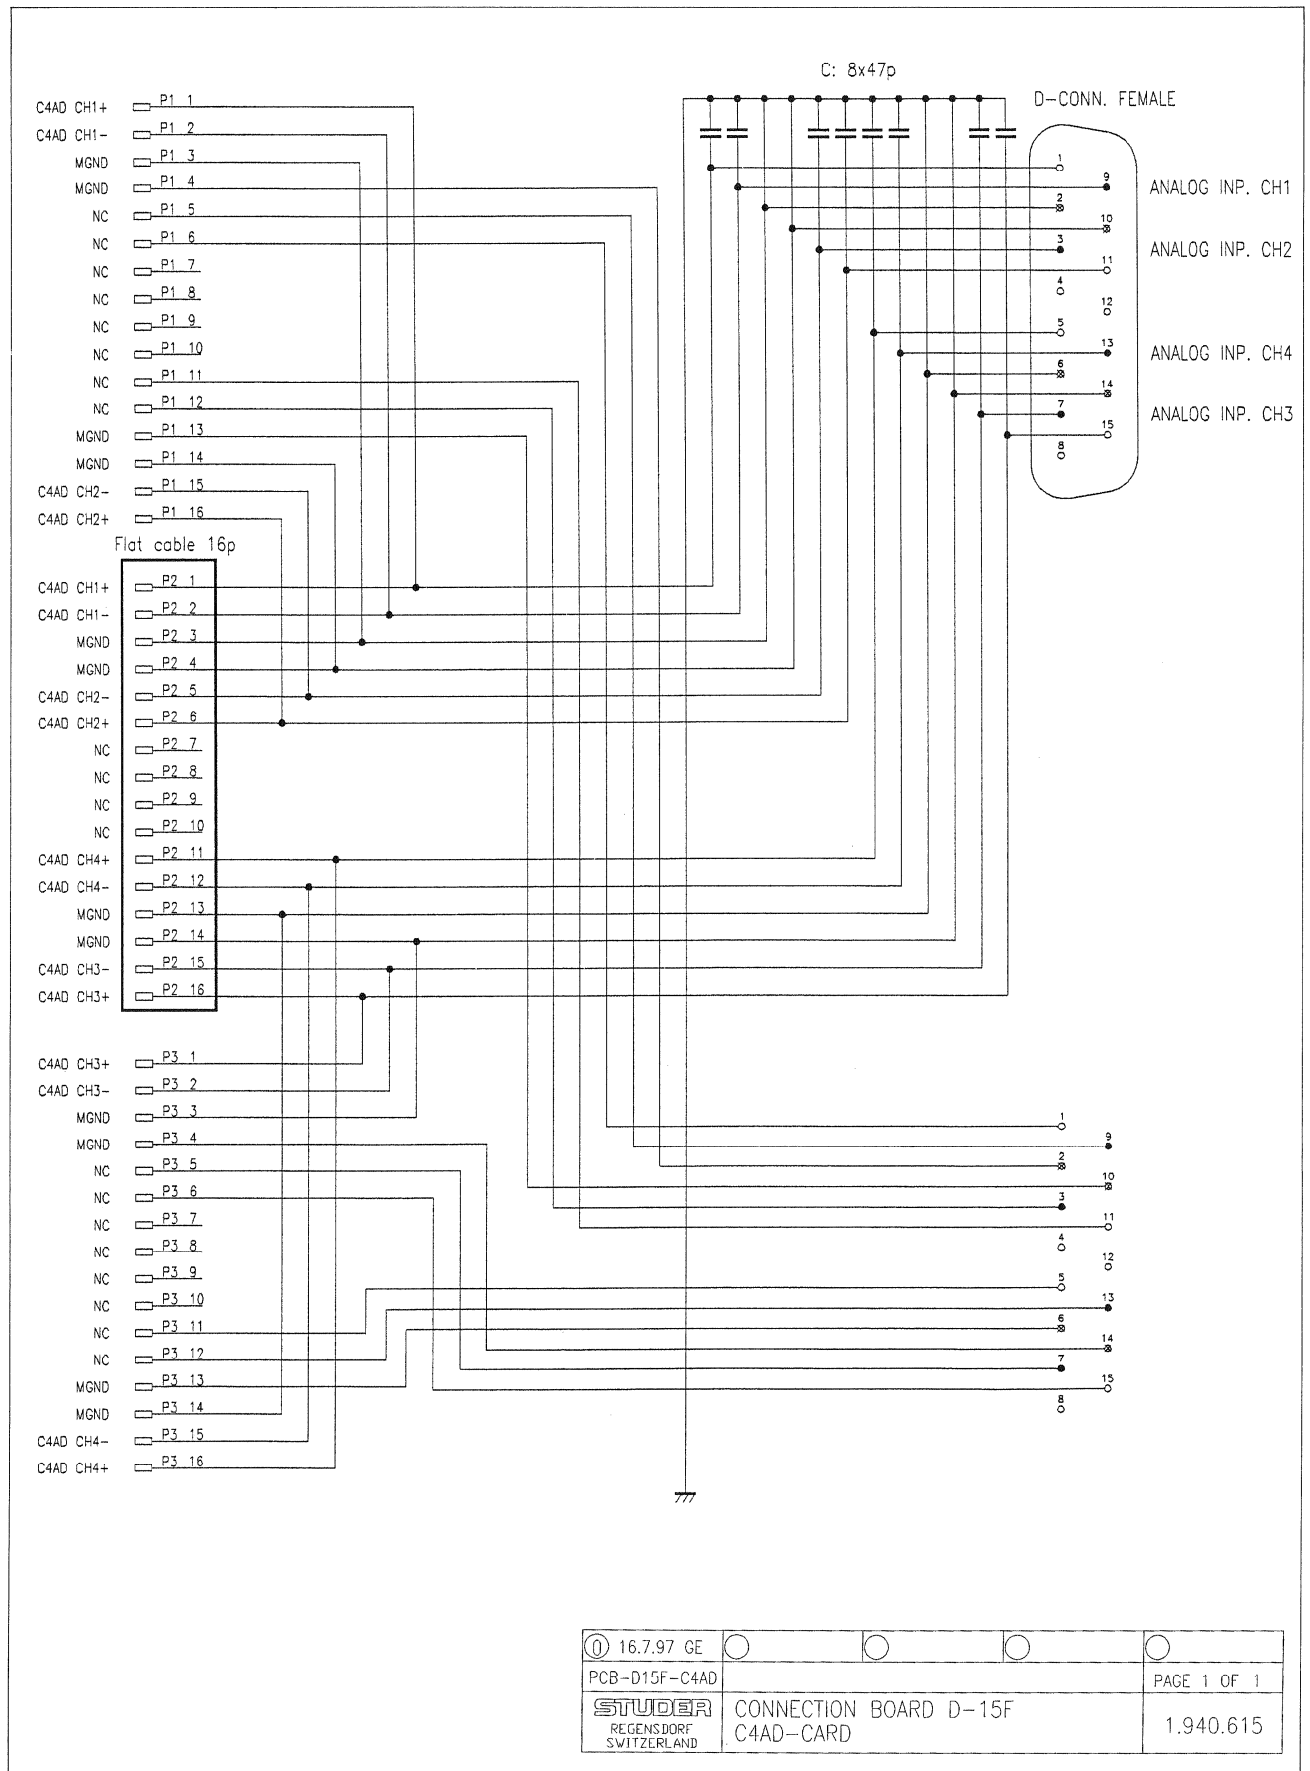 C: 8x47p
D-CONN. FEMALE
C4AD CH1+ P1 1
C4AD CH1- P1 2
MGND P1 3
MGND P1 4
NC P1 5
NC P1 6
NC P1 7
NC P1 8
NC P1 9
NC P1 10
NC P1 11
NC P1 12
MGND P1 13
MGND P1 14
C4AD CH2- P1 15
C4AD CH2+ P1 16
1
9 ANALOG INP. CH1
2
10
3 ANALOG INP. CH2
11
4
12
5
13 ANALOG INP. CH4
6
14
7 ANALOG INP. CH3
15
8
Flat cable 16p
C4AD CH1+ P2 1
C4AD CH1- P2 2
MGND P2 3
MGND P2 4
C4AD CH2- P2 5
C4AD CH2+ P2 6
NC P2 7
NC P2 8
NC P2 9
NC P2 10
C4AD CH4+ P2 11
C4AD CH4- P2 12
MGND P2 13
MGND P2 14
C4AD CH3- P2 15
C4AD CH3+ P2 16
C4AD CH3+ P3 1
C4AD CH3- P3 2
MGND P3 3
MGND P3 4
NC P3 5
NC P3 6
NC P3 7
NC P3 8
NC P3 9
NC P3 10
NC P3 11
NC P3 12
MGND P3 13
MGND P3 14
C4AD CH4- P3 15
C4AD CH4+ P3 16
1
9
2
10
3
11
4
12
5
13
6
14
7
15
8
0 16.7.97 GE
PCB-D15F-C4AD
PAGE 1 OF 1
STUDER
REGENSDORF
SWITZERLAND
CONNECTION BOARD D-15F
C4AD-CARD
1.940.615